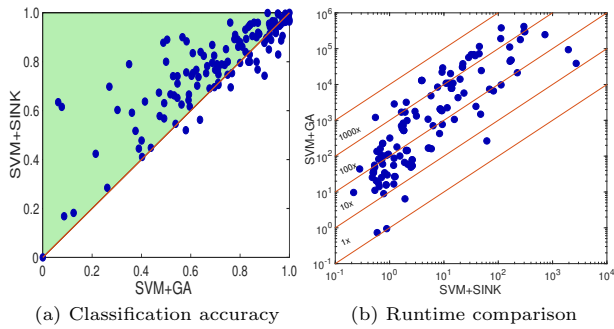 1.0
0.8
0.6
0.4
0.2
0
SVM+SINK
0
0.2
0.4
0.6
0.8
1.0
SVM+GA
(a) Classification accuracy
10^6
10^5
10^4
10^3
10^2
10^1
10^0
10^-1
SVM+GA
1000x
100x
10x
1x
10^-1
10^0
10^1
10^2
10^3
10^4
SVM+SINK
(b) Runtime comparison